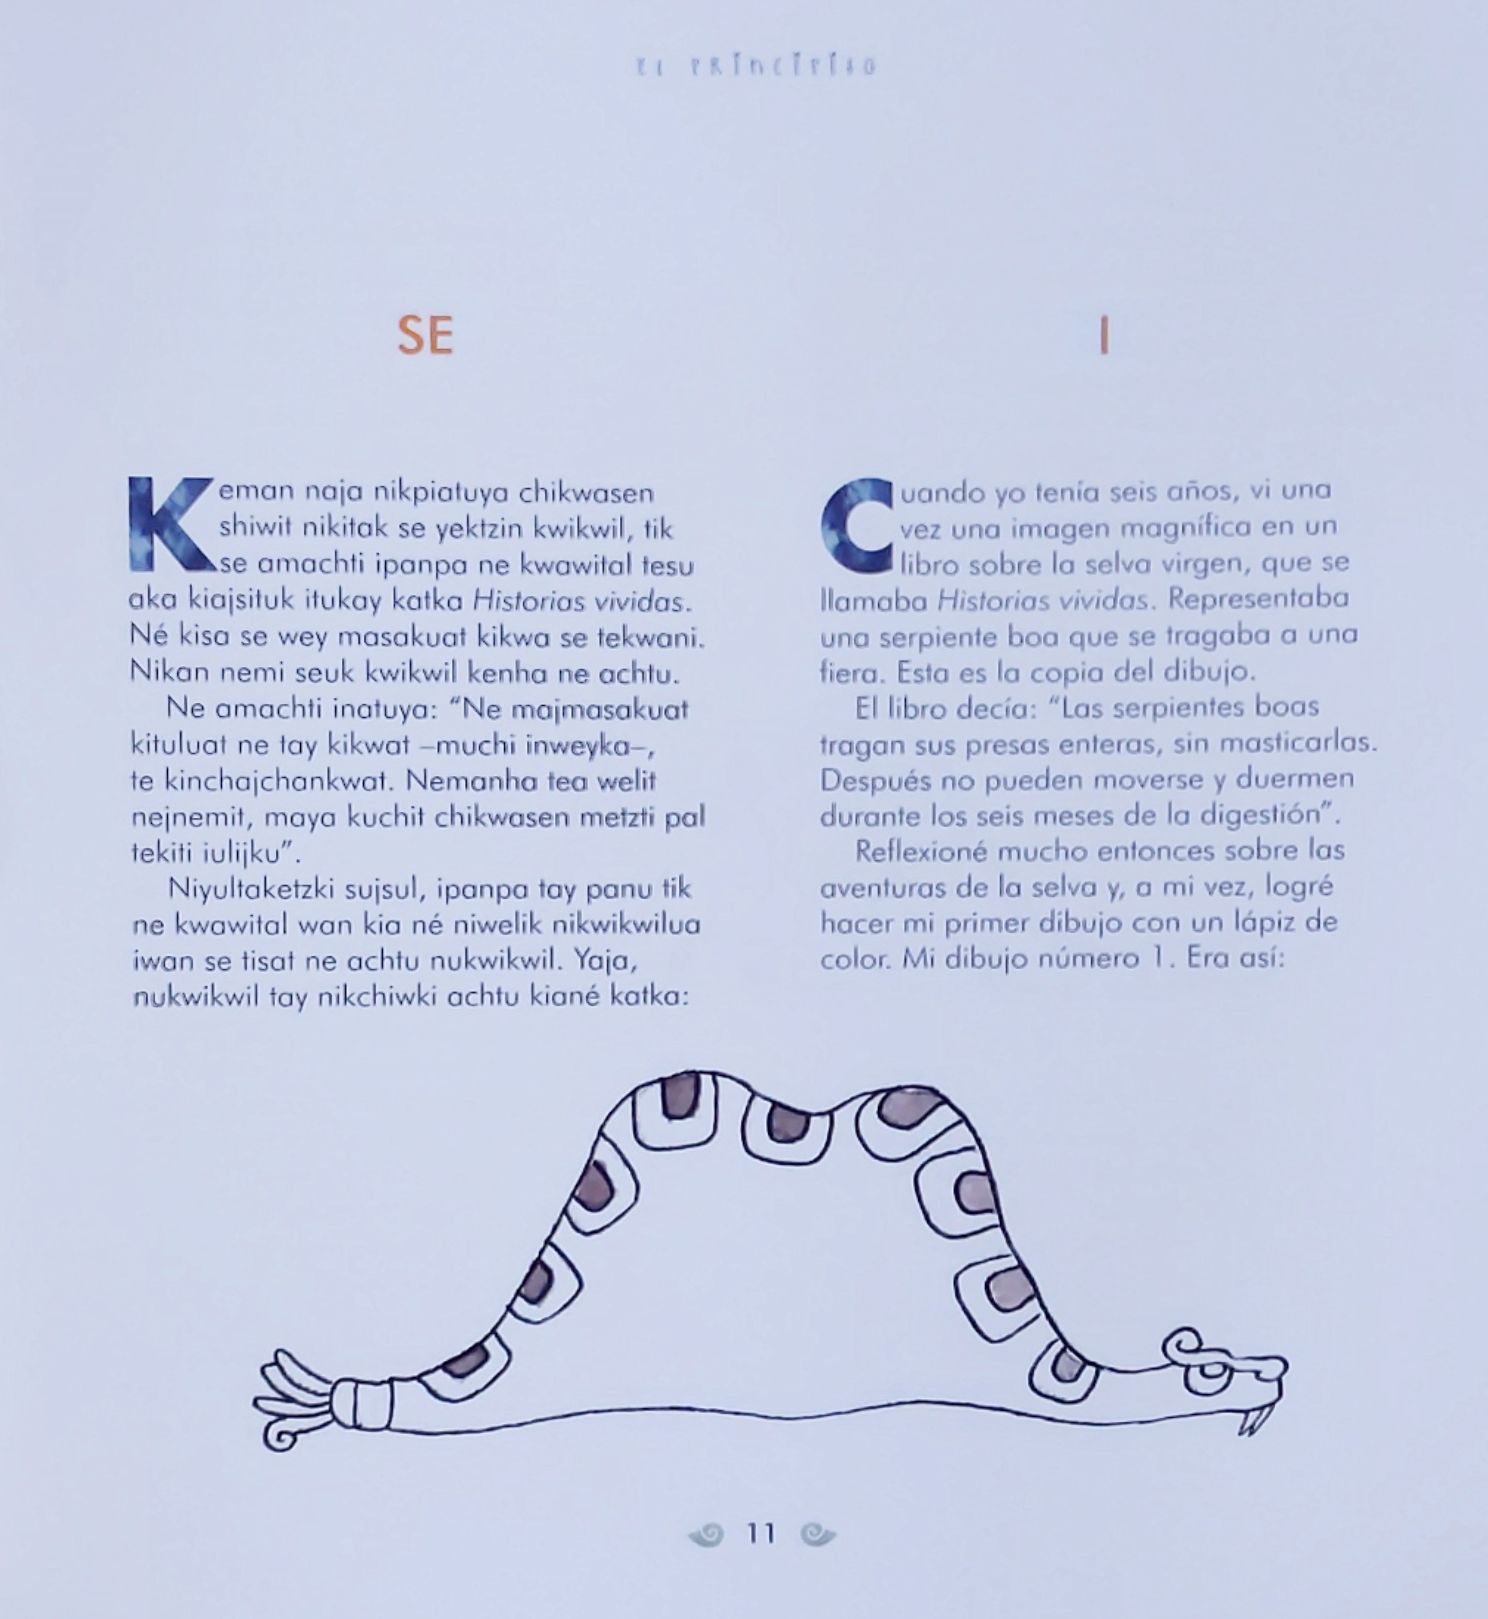 EL PRINCIPITO
SE
Keman naja nikpiatuya chikwasen
shiwit nikitak se yektzin kwikwil, tik
se amachti ipanpa ne kwawital tesu
aka kiajsituk itukay katka Historias vividas.
Né kisa se wey masakuat kikwa se tekwani.
Nikan nemi seuk kwikwil kenha ne achtu.
Ne amachti inatuya: “Ne majmasakuat
kituluat ne tay kikwat –muchi inweyka–,
te kinchajchankwat. Nemanha tea welit
nejnemit, maya kuchit chikwasen metzti pal
tekiti iulijku”.
Niyultaketzki sujsul, ipanpa tay panu tik
ne kwawital wan kia né niwelik nikwikwilua
iwan se tisat ne achtu nukwikwil. Yaja,
nukwikwil tay nikchiwki achtu kiané katka:
I
Cuando yo tenía seis años, vi una
vez una imagen magnífica en un
libro sobre la selva virgen, que se
llamaba Historias vividas. Representaba
una serpiente boa que se tragaba a una
fiera. Esta es la copia del dibujo.
El libro decía: “Las serpientes boas
tragan sus presas enteras, sin masticarlas.
Después no pueden moverse y duermen
durante los seis meses de la digestión”.
Reflexioné mucho entonces sobre las
aventuras de la selva y, a mi vez, logré
hacer mi primer dibujo con un lápiz de
color. Mi dibujo número 1. Era así:
11